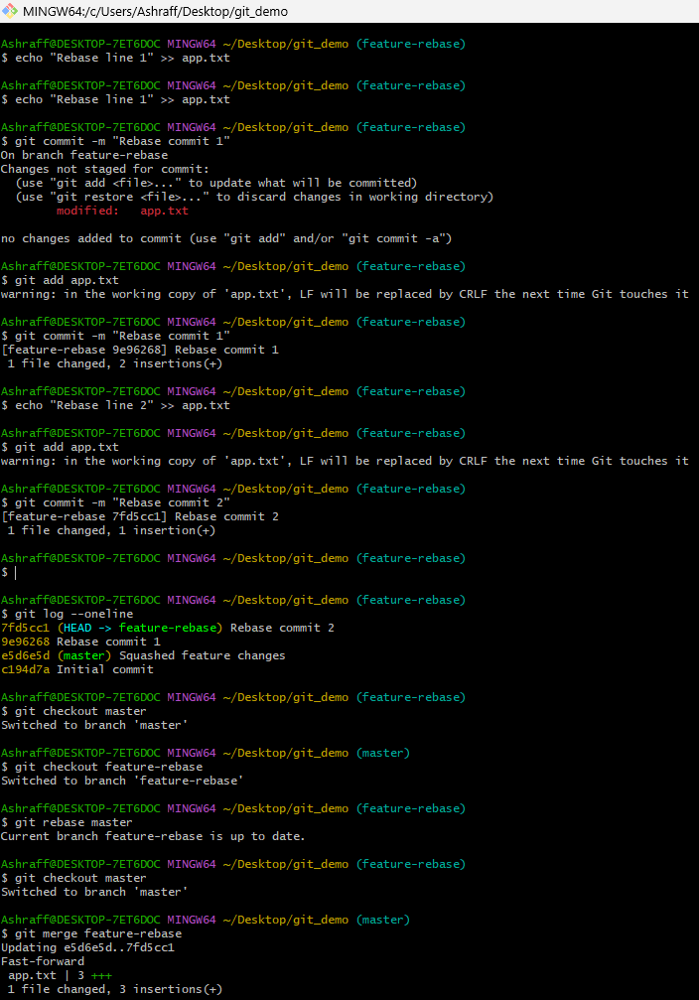 MINGW64:/c/Users/Ashraff/Desktop/git_demo
Ashraff@DESKTOP-7ET6DOC MINGW64 ~/Desktop/git_demo (feature-rebase)
$ echo "Rebase line 1" >> app.txt
Ashraff@DESKTOP-7ET6DOC MINGW64 ~/Desktop/git_demo (feature-rebase)
$ echo "Rebase line 1" >> app.txt
Ashraff@DESKTOP-7ET6DOC MINGW64 ~/Desktop/git_demo (feature-rebase)
$ git commit -m "Rebase commit 1"
On branch feature-rebase
Changes not staged for commit:
  (use "git add <file>..." to update what will be committed)
  (use "git restore <file>..." to discard changes in working directory)
        modified:   app.txt
no changes added to commit (use "git add" and/or "git commit -a")
Ashraff@DESKTOP-7ET6DOC MINGW64 ~/Desktop/git_demo (feature-rebase)
$ git add app.txt
warning: in the working copy of 'app.txt', LF will be replaced by CRLF the next time Git touches it
Ashraff@DESKTOP-7ET6DOC MINGW64 ~/Desktop/git_demo (feature-rebase)
$ git commit -m "Rebase commit 1"
[feature-rebase 9e96268] Rebase commit 1
 1 file changed, 2 insertions(+)
Ashraff@DESKTOP-7ET6DOC MINGW64 ~/Desktop/git_demo (feature-rebase)
$ echo "Rebase line 2" >> app.txt
Ashraff@DESKTOP-7ET6DOC MINGW64 ~/Desktop/git_demo (feature-rebase)
$ git add app.txt
warning: in the working copy of 'app.txt', LF will be replaced by CRLF the next time Git touches it
Ashraff@DESKTOP-7ET6DOC MINGW64 ~/Desktop/git_demo (feature-rebase)
$ git commit -m "Rebase commit 2"
[feature-rebase 7fd5cc1] Rebase commit 2
 1 file changed, 1 insertion(+)
Ashraff@DESKTOP-7ET6DOC MINGW64 ~/Desktop/git_demo (feature-rebase)
$
Ashraff@DESKTOP-7ET6DOC MINGW64 ~/Desktop/git_demo (feature-rebase)
$ git log --oneline
7fd5cc1 (HEAD -> feature-rebase) Rebase commit 2
9e96268 Rebase commit 1
e5d6e5d (master) Squashed feature changes
c194d7a Initial commit
Ashraff@DESKTOP-7ET6DOC MINGW64 ~/Desktop/git_demo (feature-rebase)
$ git checkout master
Switched to branch 'master'
Ashraff@DESKTOP-7ET6DOC MINGW64 ~/Desktop/git_demo (master)
$ git checkout feature-rebase
Switched to branch 'feature-rebase'
Ashraff@DESKTOP-7ET6DOC MINGW64 ~/Desktop/git_demo (feature-rebase)
$ git rebase master
Current branch feature-rebase is up to date.
Ashraff@DESKTOP-7ET6DOC MINGW64 ~/Desktop/git_demo (feature-rebase)
$ git checkout master
Switched to branch 'master'
Ashraff@DESKTOP-7ET6DOC MINGW64 ~/Desktop/git_demo (master)
$ git merge feature-rebase
Updating e5d6e5d..7fd5cc1
Fast-forward
 app.txt | 3 +++
 1 file changed, 3 insertions(+)